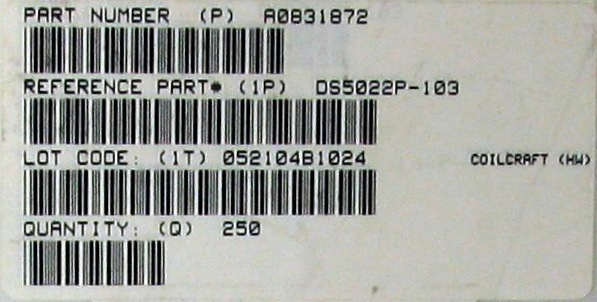 PART NUMBER (P) A0831872
REFERENCE PART# (1P) DS5022P-103
LOT CODE: (1T) 052104B1024 COILCRAFT (HW)
QUANTITY: (Q) 250